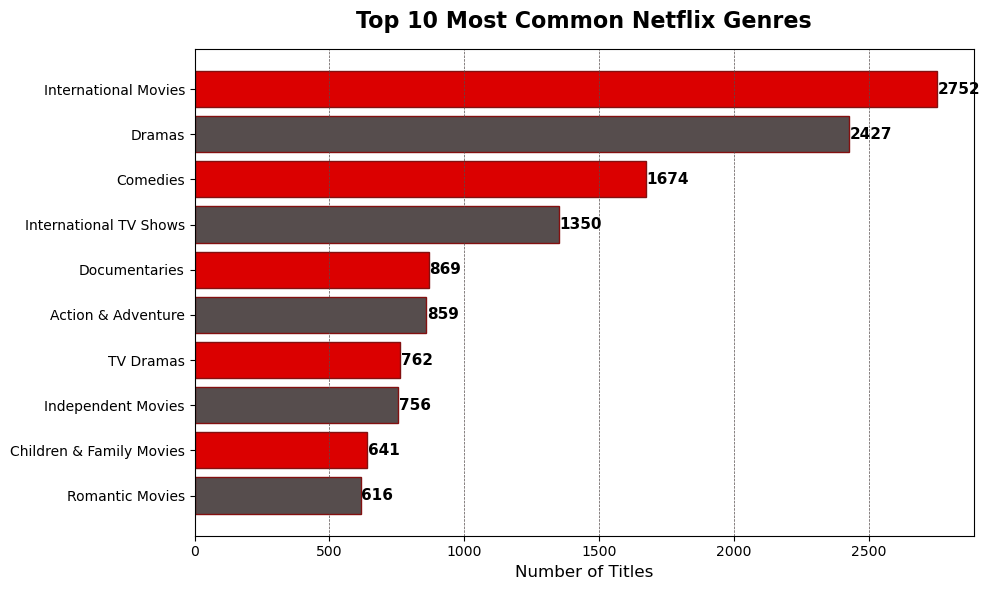 Top 10 Most Common Netflix Genres
International Movies 2752
Dramas 2427
Comedies 1674
International TV Shows 1350
Documentaries 869
Action & Adventure 859
TV Dramas 762
Independent Movies 756
Children & Family Movies 641
Romantic Movies 616
0 500 1000 1500 2000 2500
Number of Titles